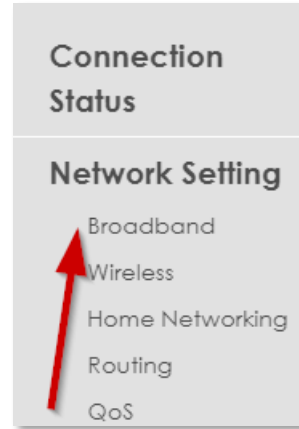 Connection
Status
Network Setting
Broadband
Wireless
Home Networking
Routing
QoS